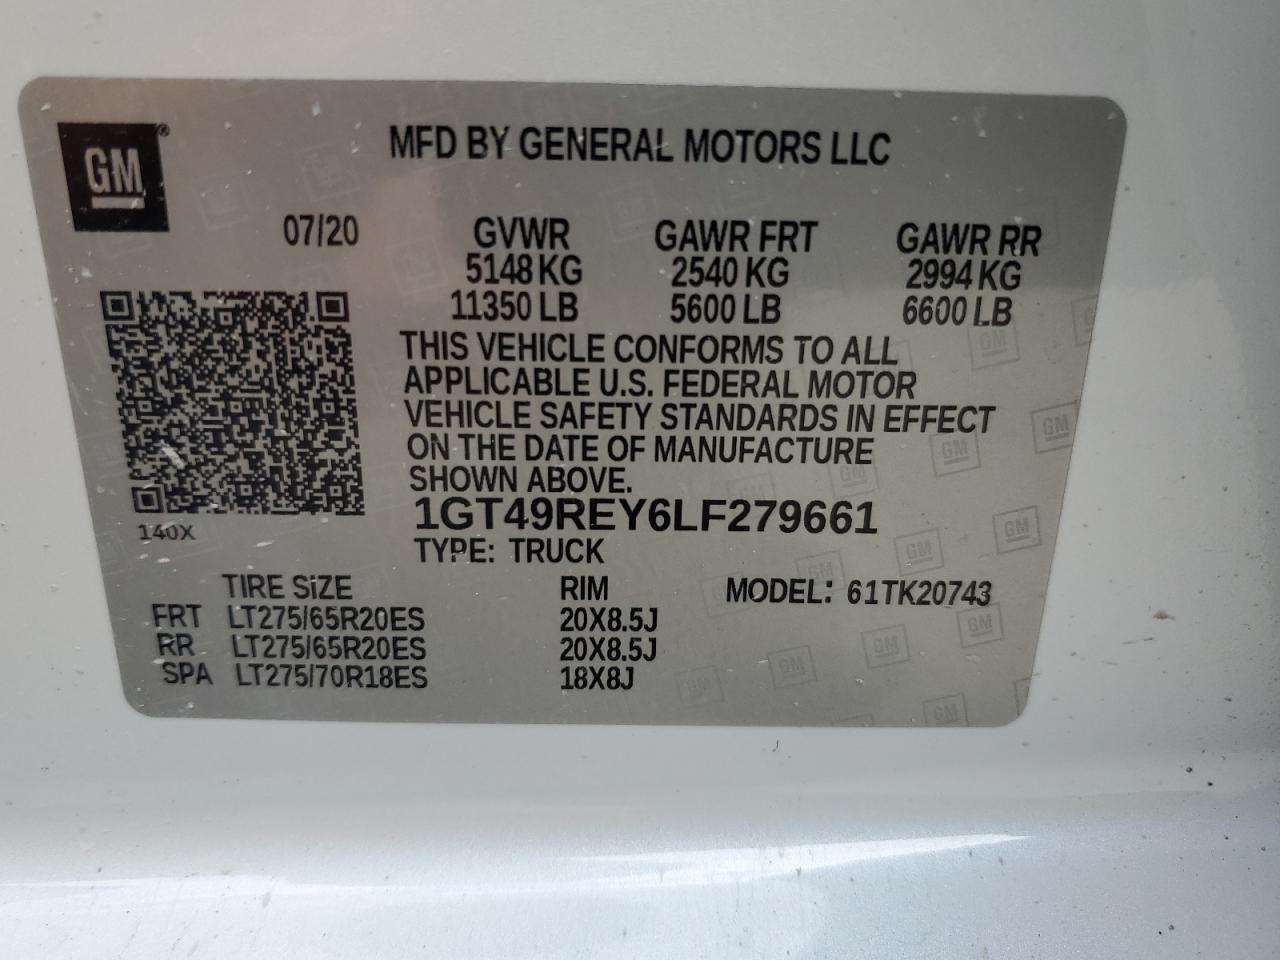 GM®
MFD BY GENERAL MOTORS LLC
07/20 GVWR GAWR FRT GAWR RR
5148 KG 2540 KG 2994 KG
11350 LB 5600 LB 6600 LB
THIS VEHICLE CONFORMS TO ALL
APPLICABLE U.S. FEDERAL MOTOR
VEHICLE SAFETY STANDARDS IN EFFECT
ON THE DATE OF MANUFACTURE
SHOWN ABOVE.
1GT49REY6LF279661
140X
TYPE: TRUCK
TIRE SIZE RIM MODEL: 61TK20743
FRT LT275/65R20ES 20X8.5J
RR LT275/65R20ES 20X8.5J
SPA LT275/70R18ES 18X8J